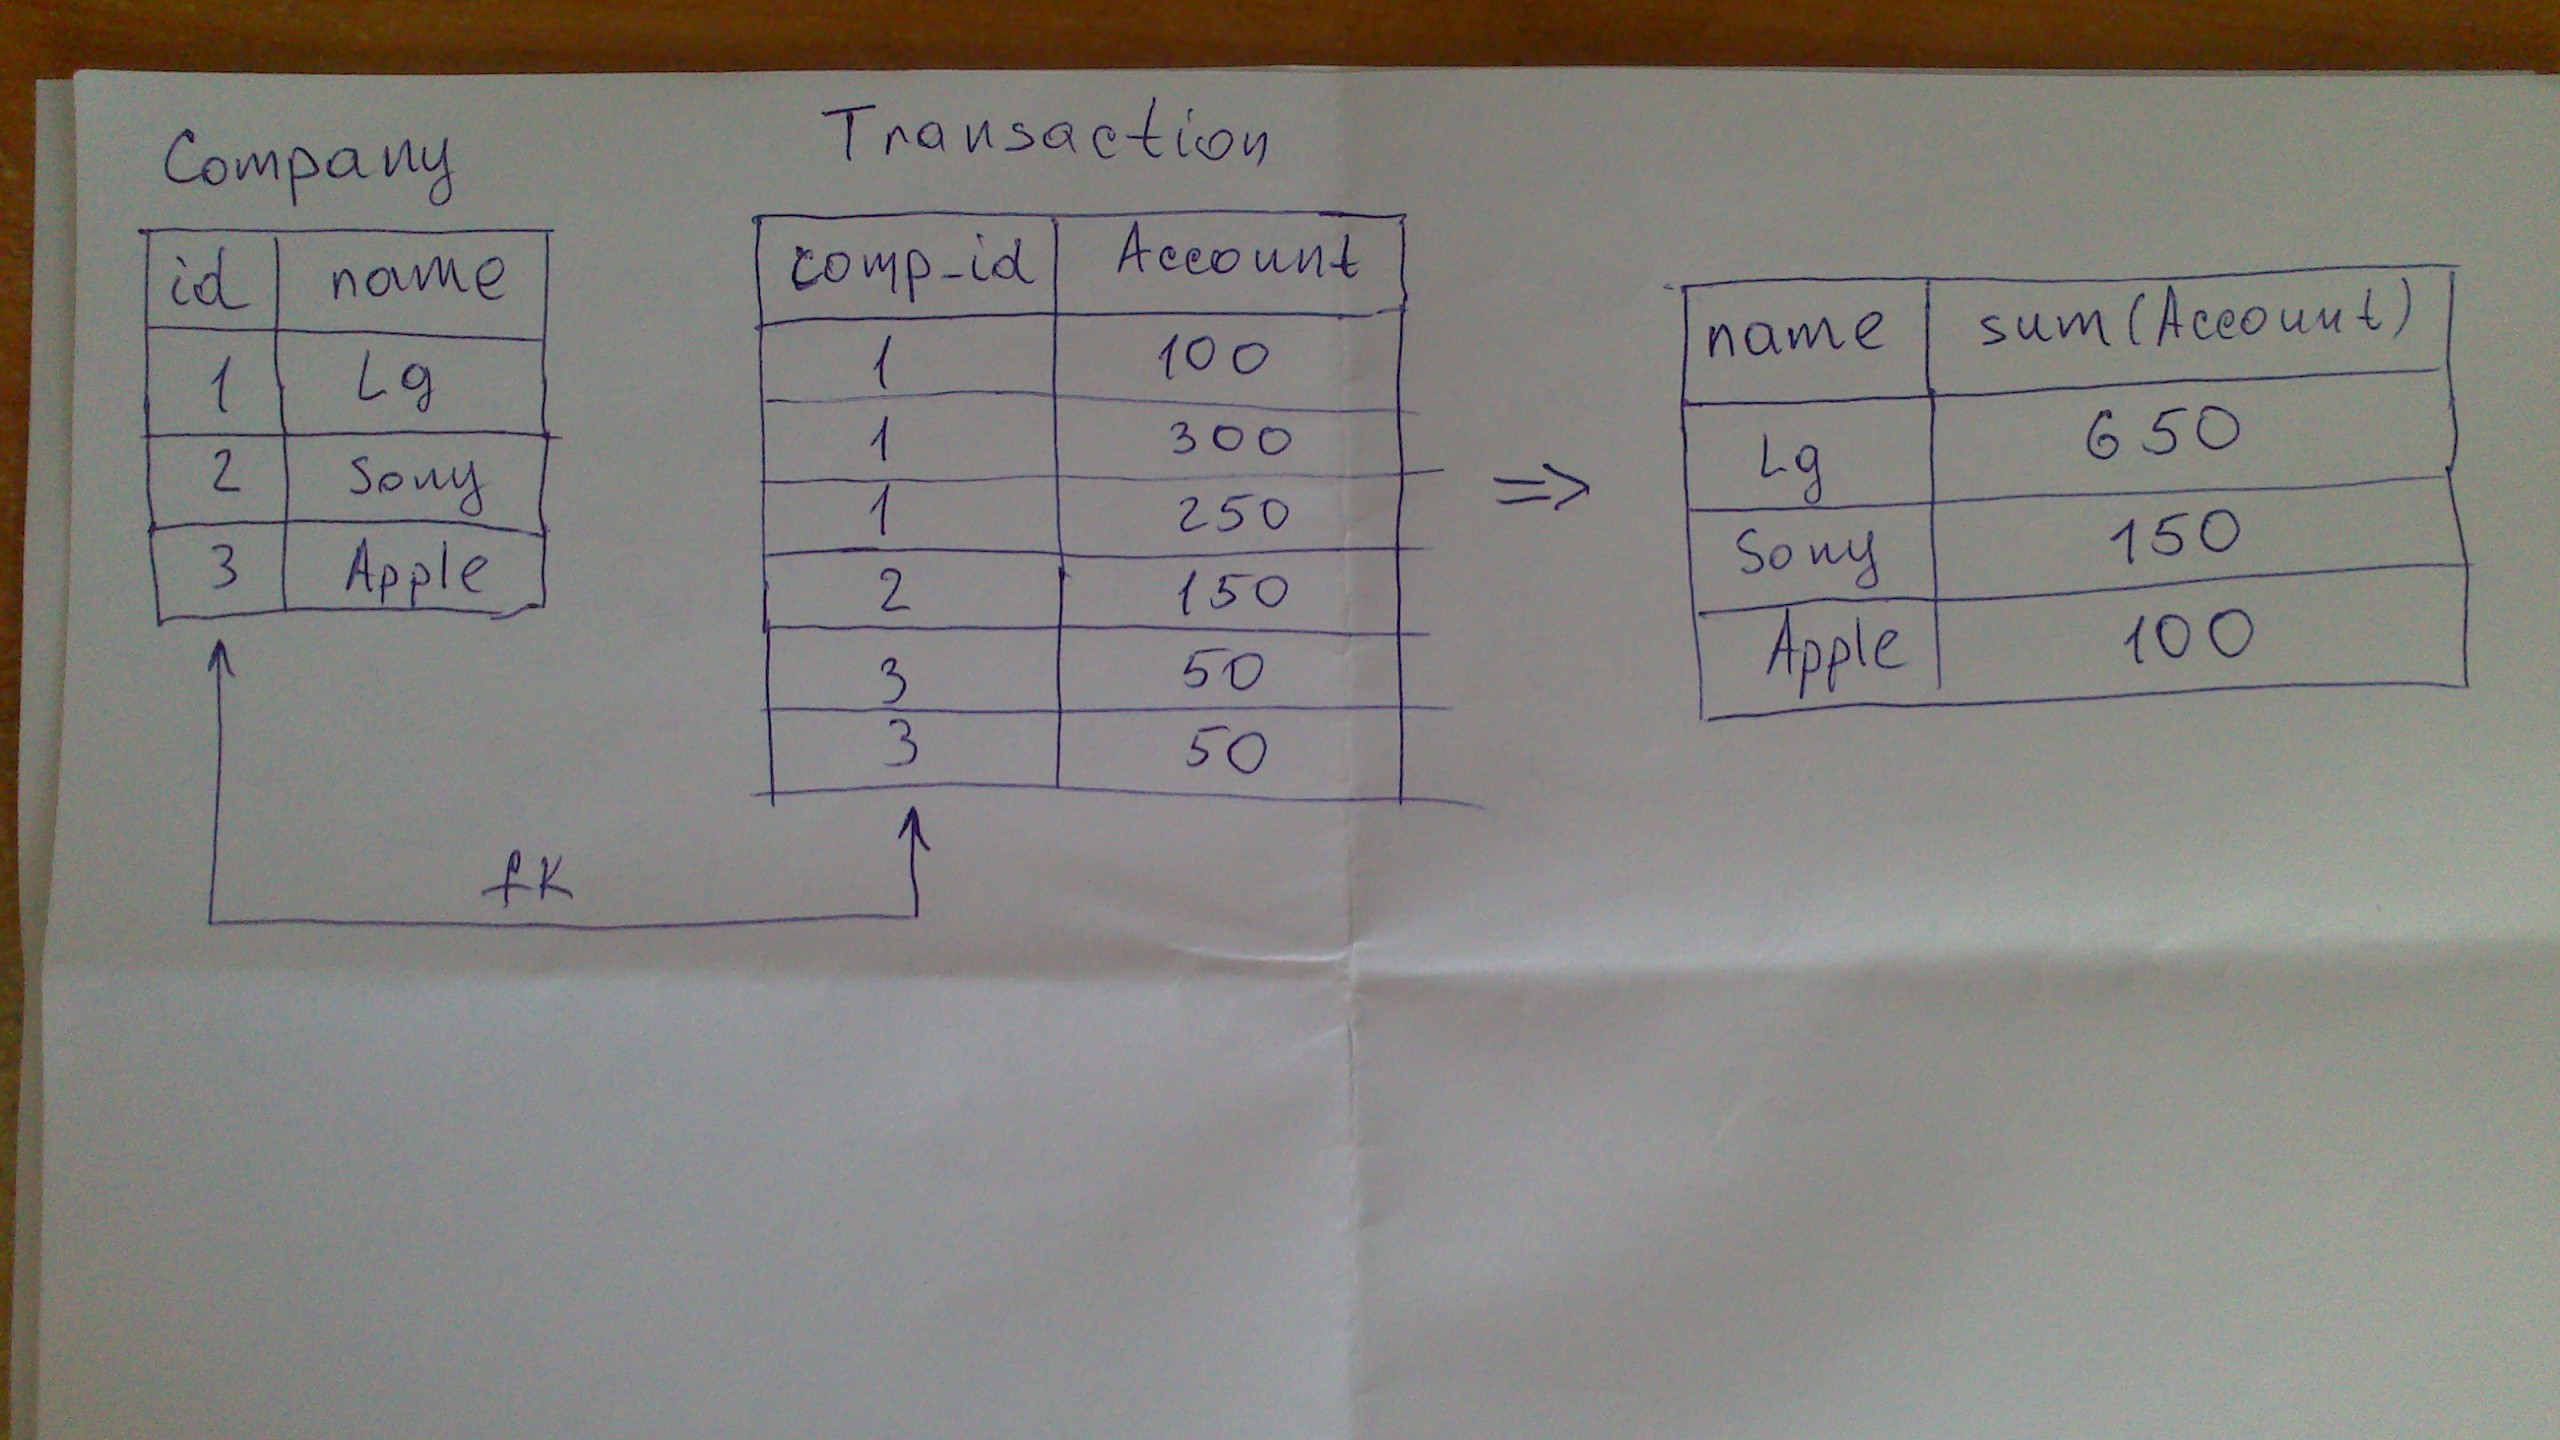 Company
id name
1 Lg
2 Sony
3 Apple
Transaction
comp_id Account
1 100
1 300
1 250
2 150
3 50
3 50
fk
=>
name sum(Account)
Lg 650
Sony 150
Apple 100